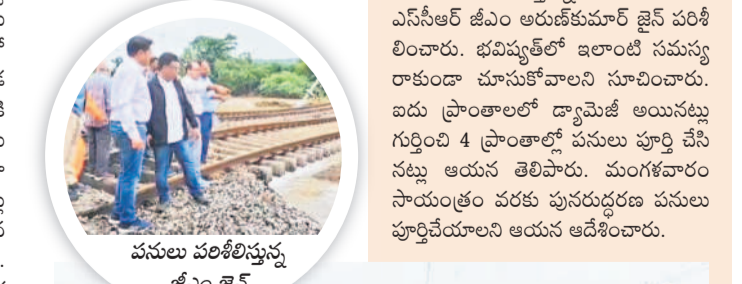 ఎస్‌సీఆర్ జీఎం అరుణ్‌కుమార్ జైన్ పరిశీ
లించారు. భవిష్యత్‌లో ఇలాంటి సమస్య
రాకుండా చూసుకోవాలని సూచించారు.
ఐదు ప్రాంతాలలో డ్యామెజీ అయినట్లు
గుర్తించి 4 ప్రాంతాల్లో పనులు పూర్తి చేసి
నట్లు ఆయన తెలిపారు. మంగళవారం
సాయంత్రం వరకు పునరుద్ధరణ పనులు
పూర్తిచేయాలని ఆయన ఆదేశించారు.
పనులు పరిశీలిస్తున్న
జీఎం జైన్